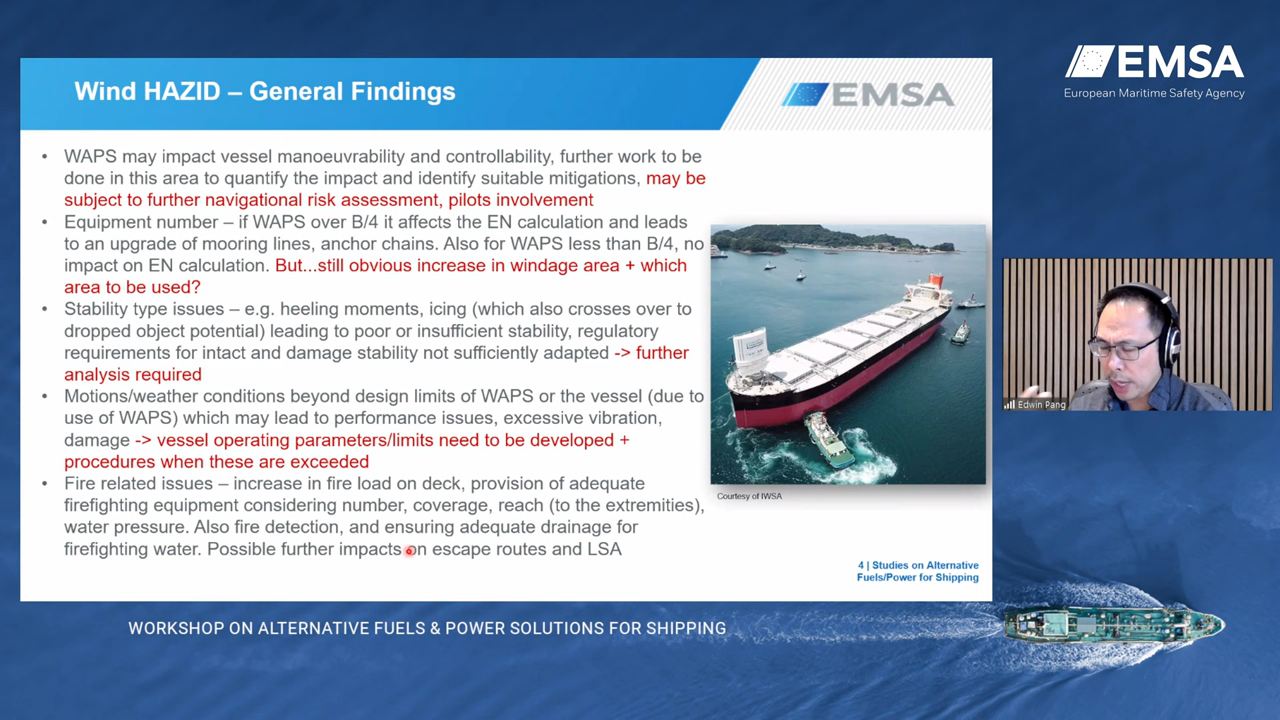 EMSA
European Maritime Safety Agency
Wind HAZID – General Findings
EMSA
• WAPS may impact vessel manoeuvrability and controllability, further work to be
done in this area to quantify the impact and identify suitable mitigations, may be
subject to further navigational risk assessment, pilots involvement
• Equipment number – if WAPS over B/4 it affects the EN calculation and leads
to an upgrade of mooring lines, anchor chains. Also for WAPS less than B/4, no
impact on EN calculation. But...still obvious increase in windage area + which
area to be used?
• Stability type issues – e.g. heeling moments, icing (which also crosses over to
dropped object potential) leading to poor or insufficient stability, regulatory
requirements for intact and damage stability not sufficiently adapted -> further
analysis required
• Motions/weather conditions beyond design limits of WAPS or the vessel (due to
use of WAPS) which may lead to performance issues, excessive vibration,
damage -> vessel operating parameters/limits need to be developed +
procedures when these are exceeded
• Fire related issues – increase in fire load on deck, provision of adequate
firefighting equipment considering number, coverage, reach (to the extremities),
water pressure. Also fire detection, and ensuring adequate drainage for
firefighting water. Possible further impacts on escape routes and LSA
Courtesy of IWSA
4 | Studies on Alternative
Fuels/Power for Shipping
Edwin Pang
WORKSHOP ON ALTERNATIVE FUELS & POWER SOLUTIONS FOR SHIPPING